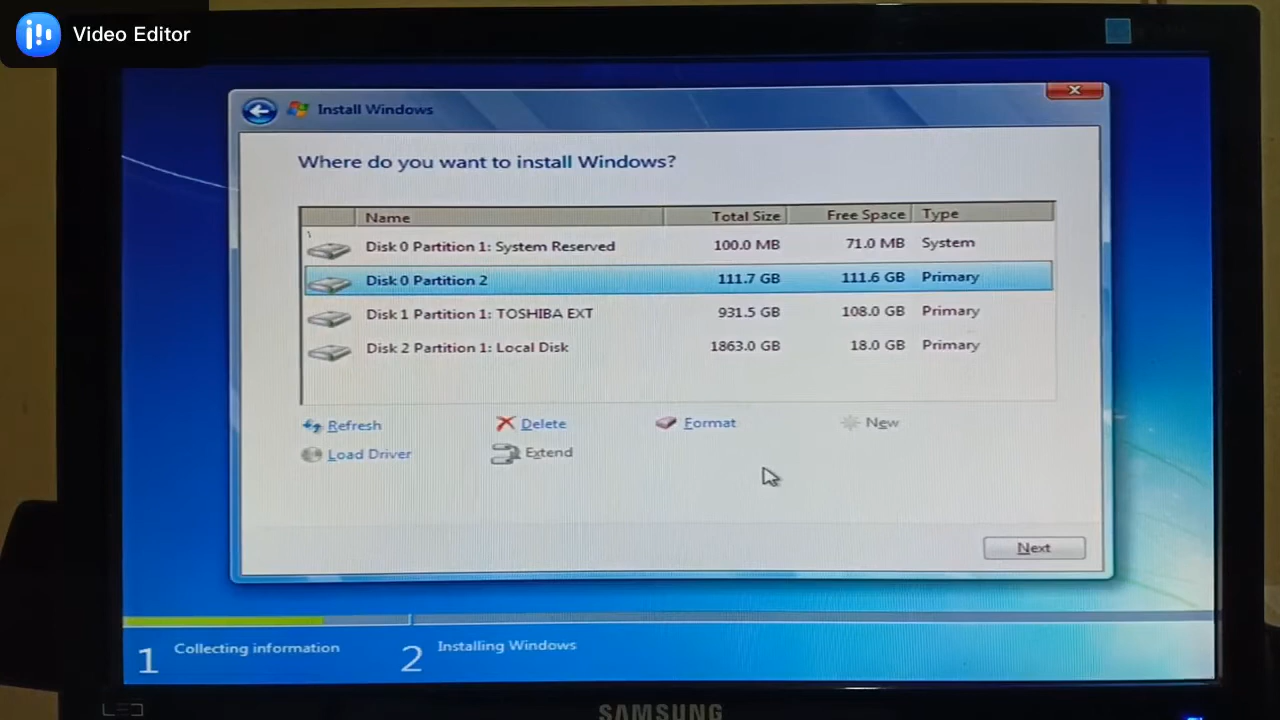 Video Editor
Install Windows
Where do you want to install Windows?
Name Total Size Free Space Type
Disk 0 Partition 1: System Reserved 100.0 MB 71.0 MB System
Disk 0 Partition 2 111.7 GB 111.6 GB Primary
Disk 1 Partition 1: TOSHIBA EXT 931.5 GB 108.0 GB Primary
Disk 2 Partition 1: Local Disk 1863.0 GB 18.0 GB Primary
Refresh Delete Format New
Load Driver Extend
Next
1 Collecting information 2 Installing Windows
LED SAMSUNG